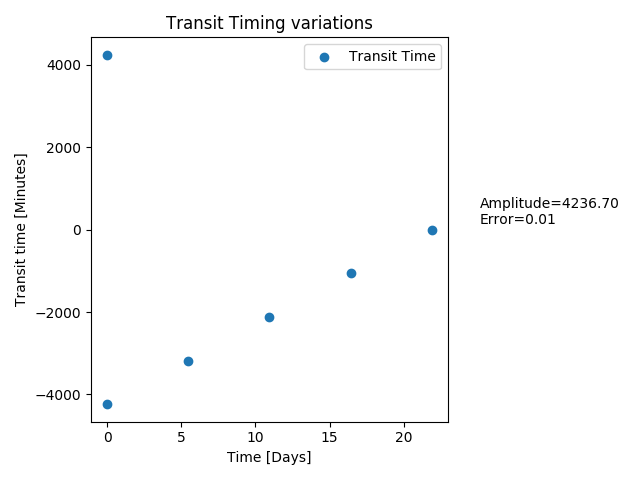 Transit Timing variations
Transit Time
Transit time [Minutes]
4000
2000
0
−2000
−4000
0
5
10
15
20
Time [Days]
Amplitude=4236.70
Error=0.01